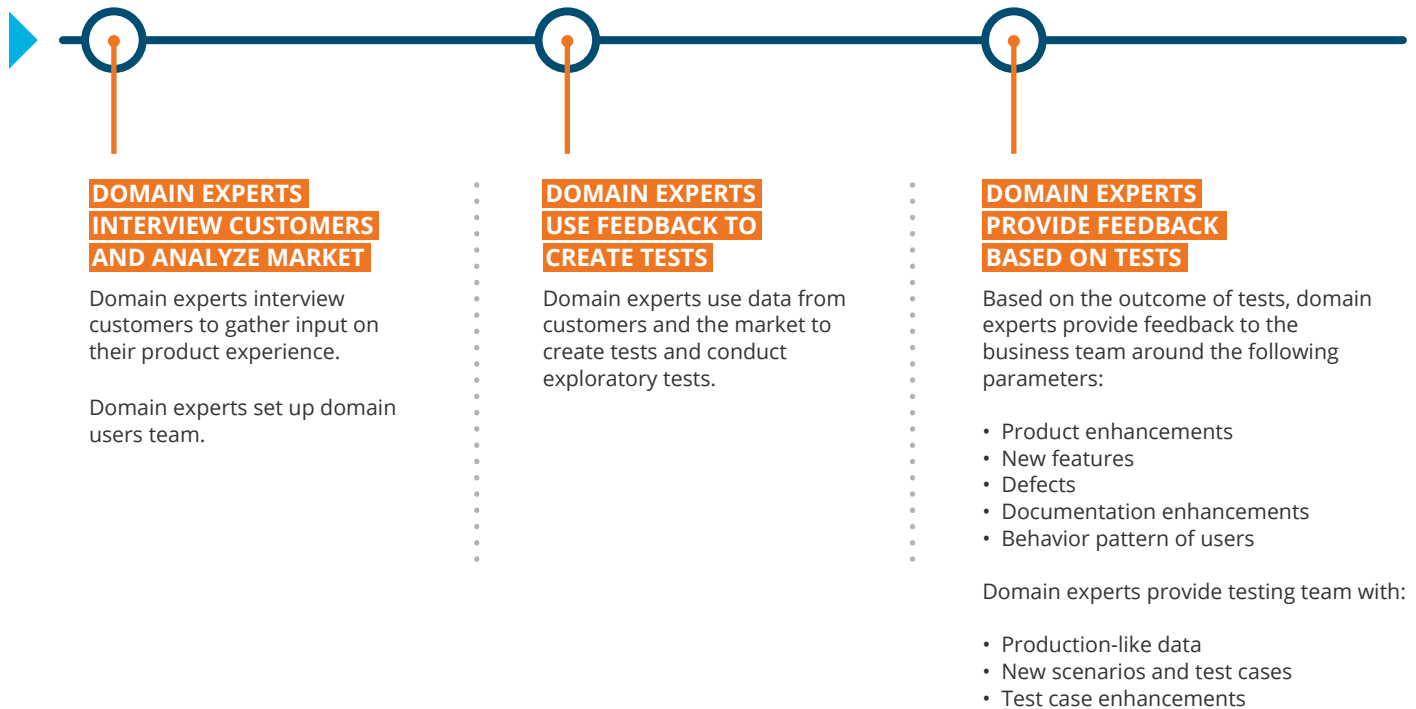 DOMAIN EXPERTS
INTERVIEW CUSTOMERS
AND ANALYZE MARKET
Domain experts interview
customers to gather input on
their product experience.
Domain experts set up domain
users team.
DOMAIN EXPERTS
USE FEEDBACK TO
CREATE TESTS
Domain experts use data from
customers and the market to
create tests and conduct
exploratory tests.
DOMAIN EXPERTS
PROVIDE FEEDBACK
BASED ON TESTS
Based on the outcome of tests, domain
experts provide feedback to the
business team around the following
parameters:
• Product enhancements
• New features
• Defects
• Documentation enhancements
• Behavior pattern of users
Domain experts provide testing team with:
• Production-like data
• New scenarios and test cases
• Test case enhancements